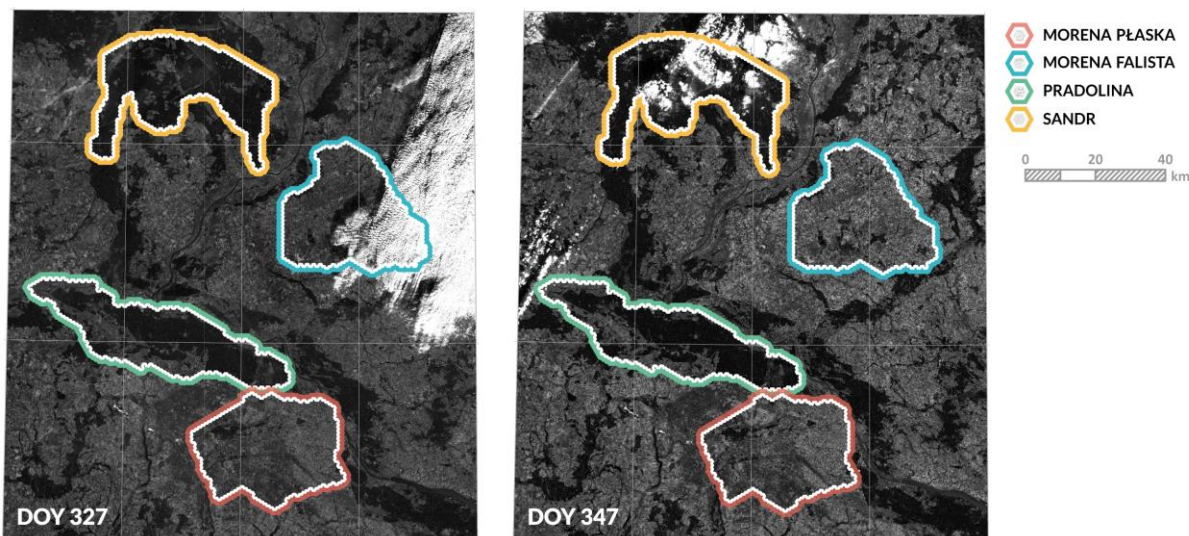 MORENA PŁASKA
MORENA FALISTA
PRADOLINA
SANDR
0 20 40
km
DOY 327
DOY 347